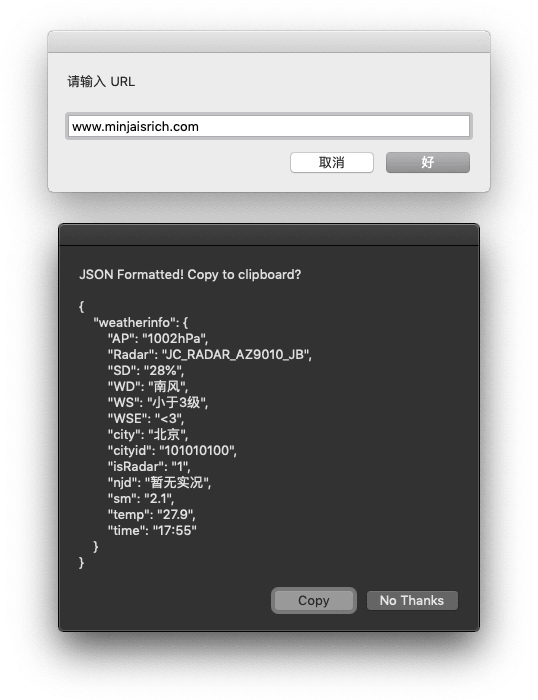 请输入 URL
www.minjaisrich.com
取消 好
JSON Formatted! Copy to clipboard?
{
"weatherinfo": {
"AP": "1002hPa",
"Radar": "JC_RADAR_AZ9010_JB",
"SD": "28%",
"WD": "南风",
"WS": "小于3级",
"WSE": "<3",
"city": "北京",
"cityid": "101010100",
"isRadar": "1",
"njd": "暂无实况",
"sm": "2.1",
"temp": "27.9",
"time": "17:55"
}
}
Copy No Thanks